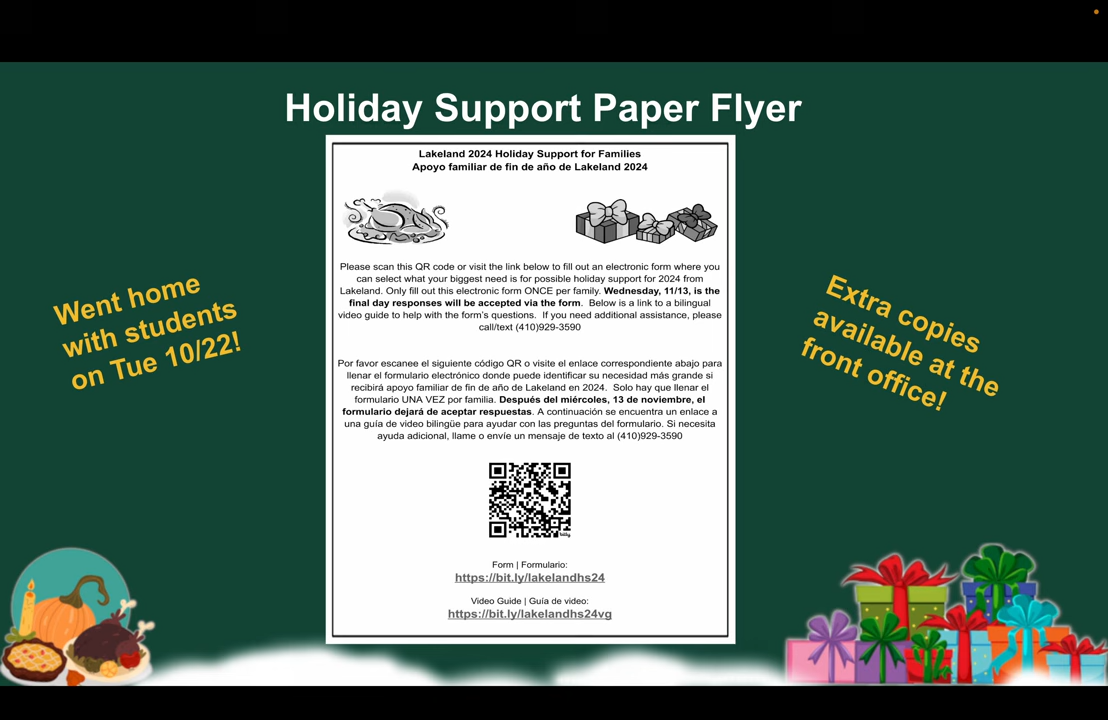 Holiday Support Paper Flyer
Lakeland 2024 Holiday Support for Families
Apoyo familiar de fin de año de Lakeland 2024
Please scan this QR code or visit the link below to fill out an electronic form where you
can select what your biggest need is for possible holiday support for 2024 from
Lakeland. Only fill out this electronic form ONCE per family. Wednesday, 11/13, is the
final day responses will be accepted via the form. Below is a link to a bilingual
video guide to help with the form's questions. If you need additional assistance, please
call/text (410)929-3590
Por favor escanee el siguiente código QR o visite el enlace correspondiente abajo para
llenar el formulario electrónico donde puede identificar su necesidad más grande si
recibirá apoyo familiar de fin de año de Lakeland en 2024. Solo hay que llenar el
formulario UNA VEZ por familia. Después del miércoles, 13 de noviembre, el
formulario dejará de aceptar respuestas. A continuación se encuentra un enlace a
una guía de video bilingüe para ayudar con las preguntas del formulario. Si necesita
ayuda adicional, llame o envíe un mensaje de texto al (410)929-3590
bitly
Form | Formulario:
https://bit.ly/lakelandhs24
Video Guide | Guía de video:
https://bit.ly/lakelandhs24vg
Went home
with students
on Tue 10/22!
Extra copies
available at the
front office!